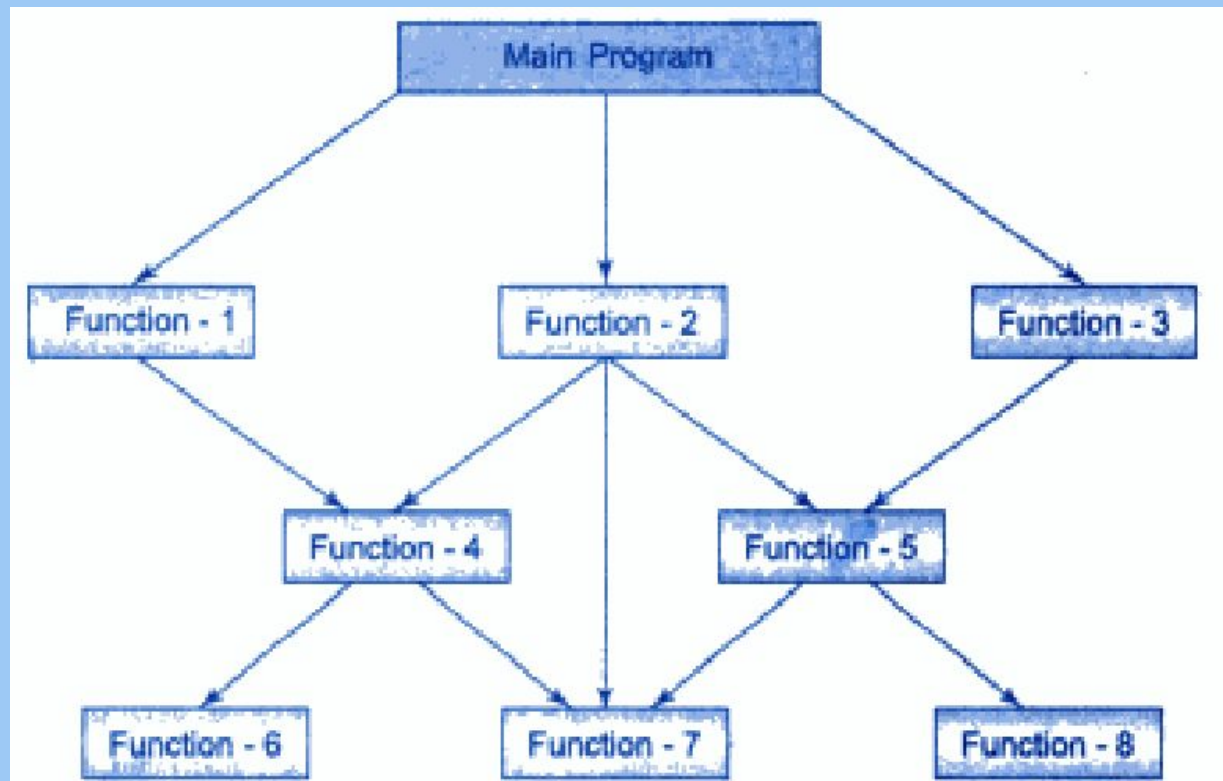 Main Program
Function - 1
Function - 2
Function - 3
Function - 4
Function - 5
Function - 6
Function - 7
Function - 8